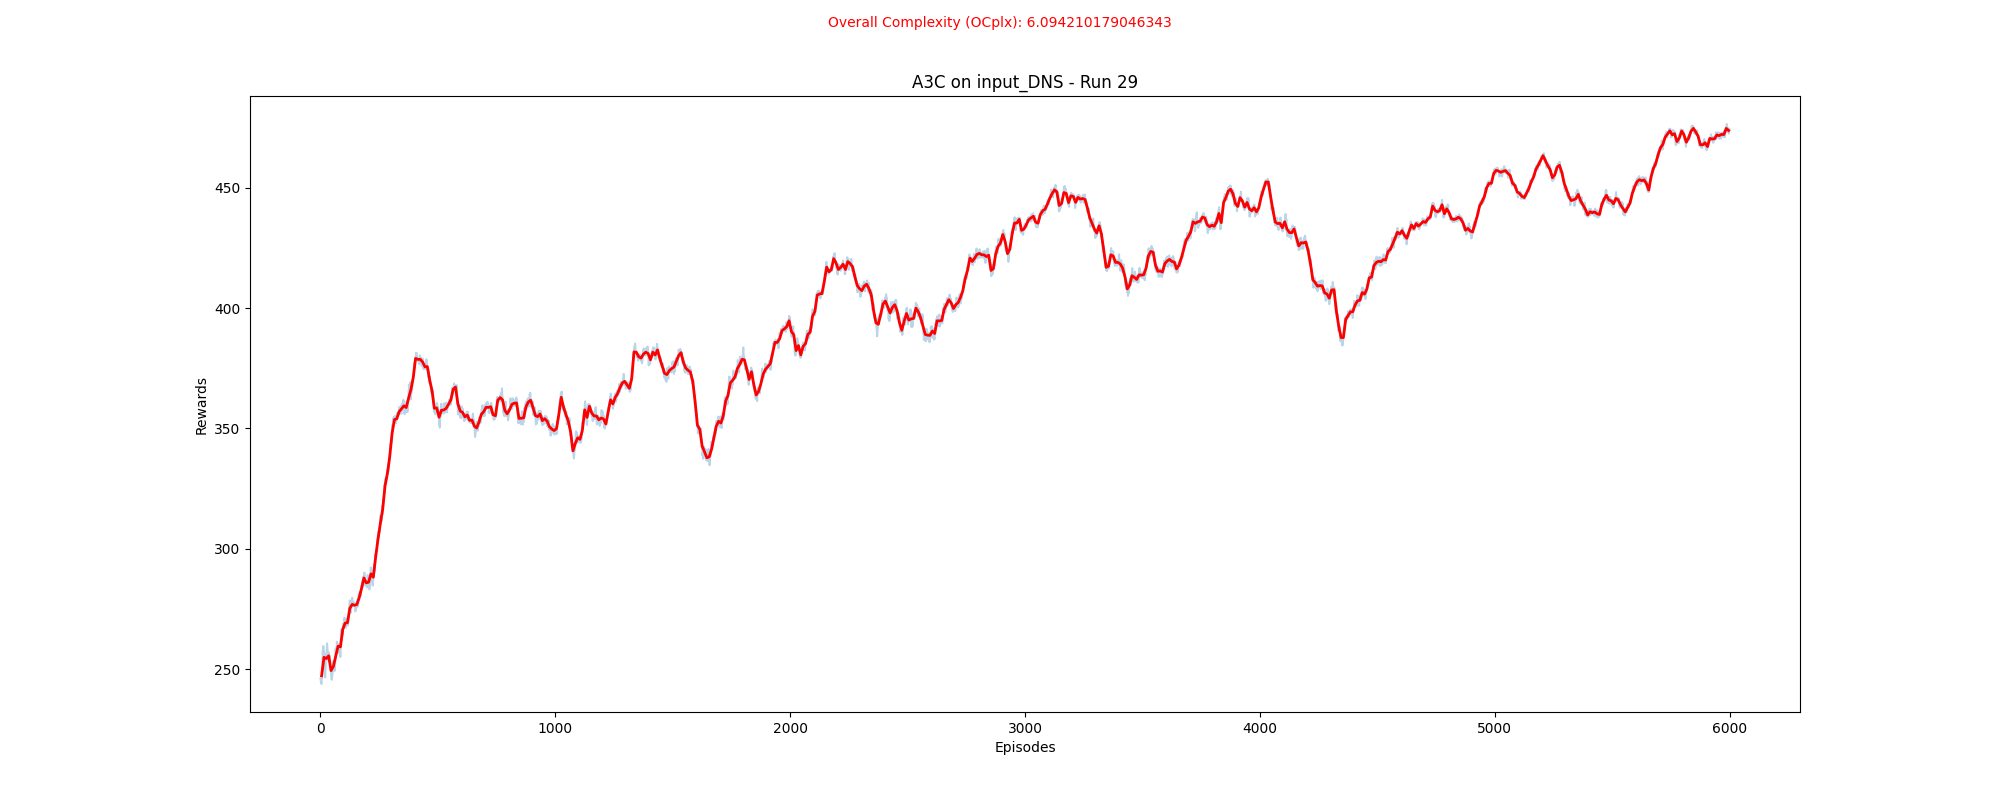 Overall Complexity (OCplx): 6.094210179046343
A3C on input_DNS - Run 29
Rewards
450
400
350
300
250
0 1000 2000 3000 4000 5000 6000
Episodes